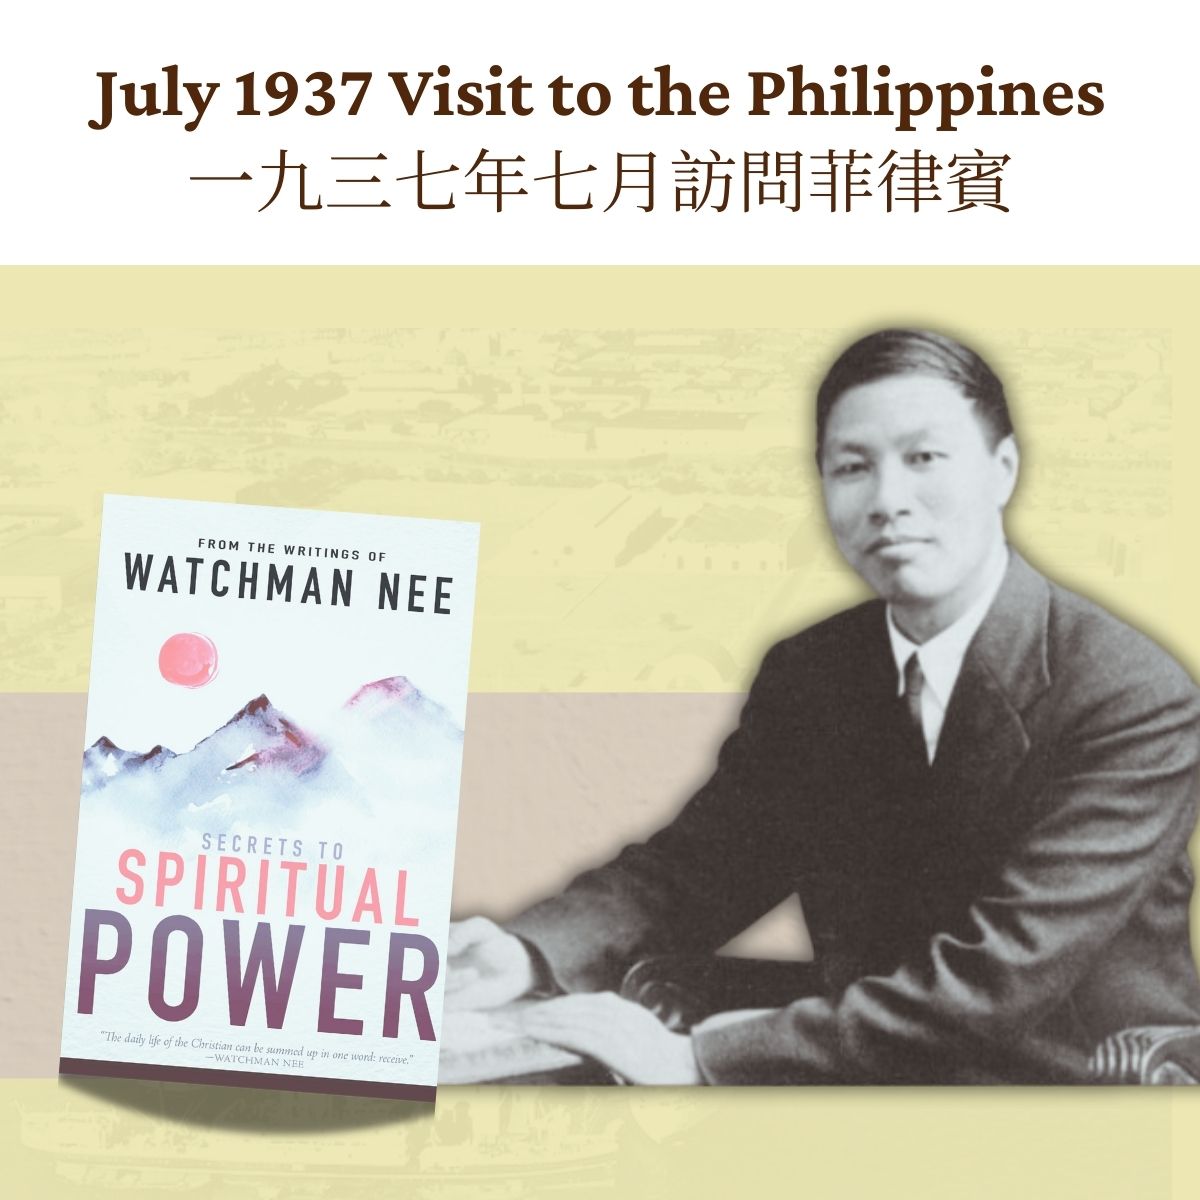 July 1937 Visit to the Philippines
一九三七年七月訪問菲律賓
FROM THE WRITINGS OF
WATCHMAN NEE
SECRETS TO
SPIRITUAL
POWER
"The daily life of the Christian can be summed up in one word: receive."
—WATCHMAN NEE